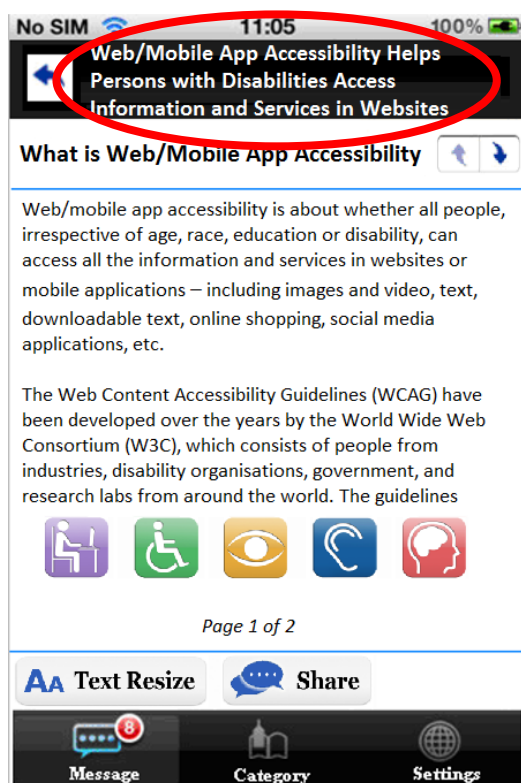 No SIM 11:05 100%
Web/Mobile App Accessibility Helps
Persons with Disabilities Access
Information and Services in Websites
What is Web/Mobile App Accessibility
Web/mobile app accessibility is about whether all people,
irrespective of age, race, education or disability, can
access all the information and services in websites or
mobile applications – including images and video, text,
downloadable text, online shopping, social media
applications, etc.
The Web Content Accessibility Guidelines (WCAG) have
been developed over the years by the World Wide Web
Consortium (W3C), which consists of people from
industries, disability organisations, government, and
research labs from around the world. The guidelines
Page 1 of 2
AA Text Resize Share
8
Message Category Settings